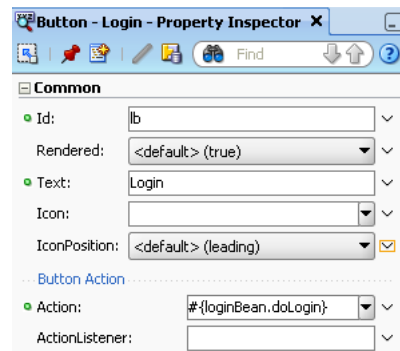 Button - Login - Property Inspector
Find
Common
Id: lb
Rendered: <default> (true)
Text: Login
Icon:
IconPosition: <default> (leading)
Button Action
Action: #{loginBean.doLogin}
ActionListener: